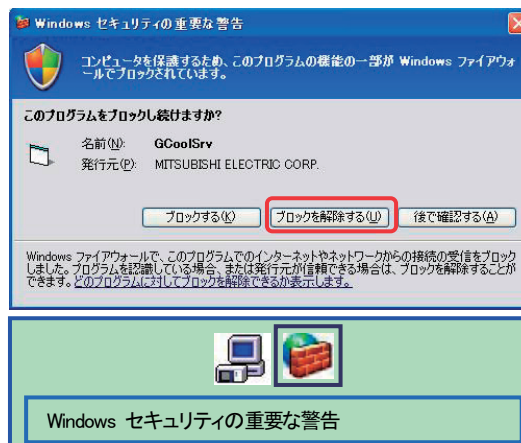 Windows セキュリティの重要な警告
コンピュータを保護するため、このプログラムの機能の一部が Windows ファイアウォ
ールでブロックされています。
このプログラムをブロックし続けますか?
名前(N): GCoolSrv
発行元(P): MITSUBISHI ELECTRIC CORP.
ブロックする(K) ブロックを解除する(U) 後で確認する(A)
Windows ファイアウォールで、このプログラムでのインターネットやネットワークからの接続の受信をブロック
しました。プログラムを認識している場合、または発行元が信頼できる場合は、ブロックを解除することが
できます。どのプログラムに対してブロックを解除できるか表示します。
Windows セキュリティの重要な警告